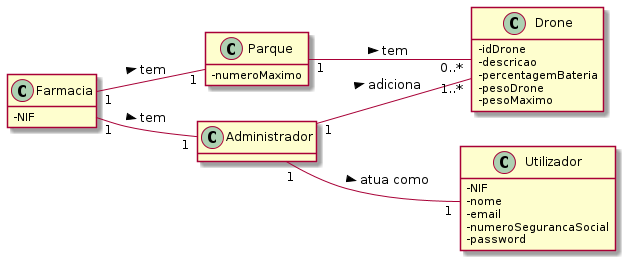 C Farmacia
-NIF
tem
1
1
tem
1
1
C Parque
-numeroMaximo
1
tem
0..*
C Administrador
1
adiciona
1..*
1
atua como
1
C Drone
-idDrone
-descricao
-percentagemBateria
-pesoDrone
-pesoMaximo
C Utilizador
-NIF
-nome
-email
-numeroSegurancaSocial
-password